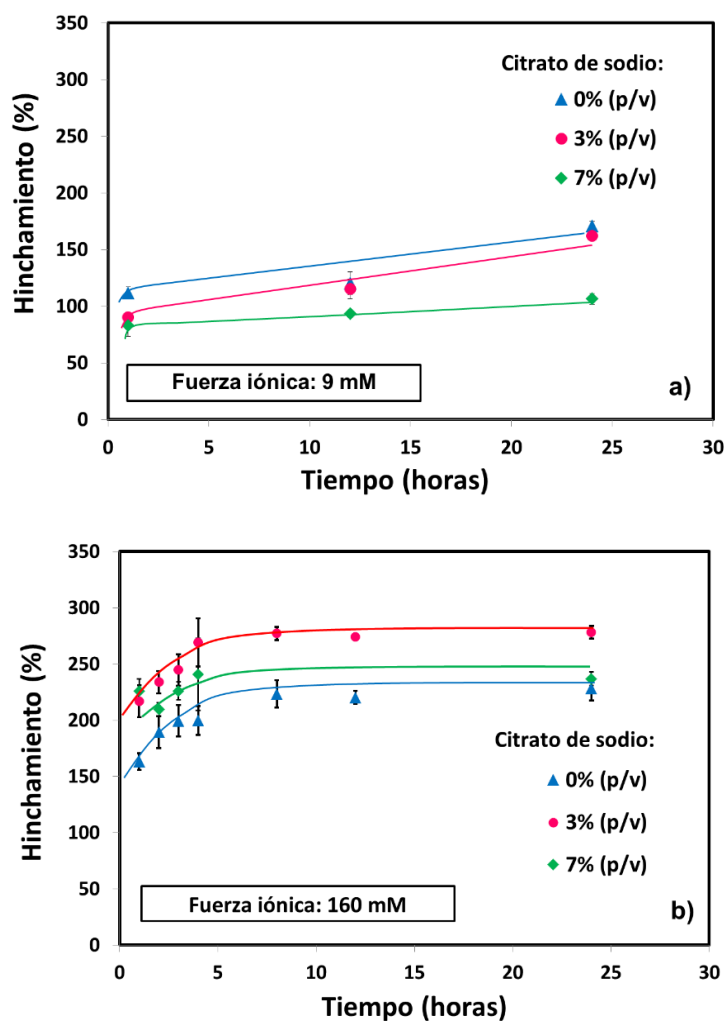 350
300
250
200
150
100
50
0
Hinchamiento (%)
Citrato de sodio:
0% (p/v)
3% (p/v)
7% (p/v)
Fuerza iónica: 9 mM
a)
0 5 10 15 20 25 30
Tiempo (horas)
350
300
250
200
150
100
50
0
Hinchamiento (%)
Citrato de sodio:
0% (p/v)
3% (p/v)
7% (p/v)
Fuerza iónica: 160 mM
b)
0 5 10 15 20 25 30
Tiempo (horas)